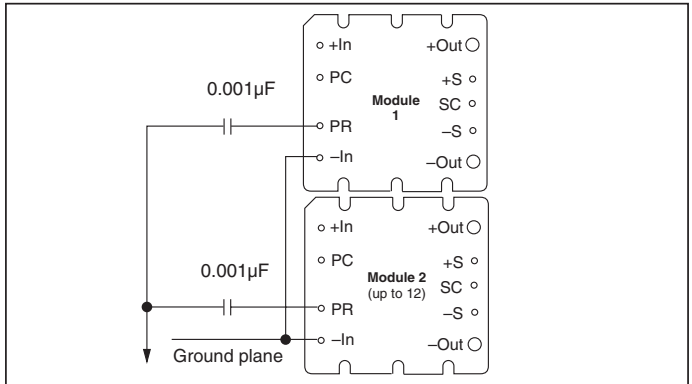 +In
+Out
PC
+S
0.001µF
Module
1
SC
PR
–S
–In
–Out
+In
+Out
PC
+S
0.001µF
Module 2
(up to 12)
SC
PR
–S
–In
–Out
Ground plane